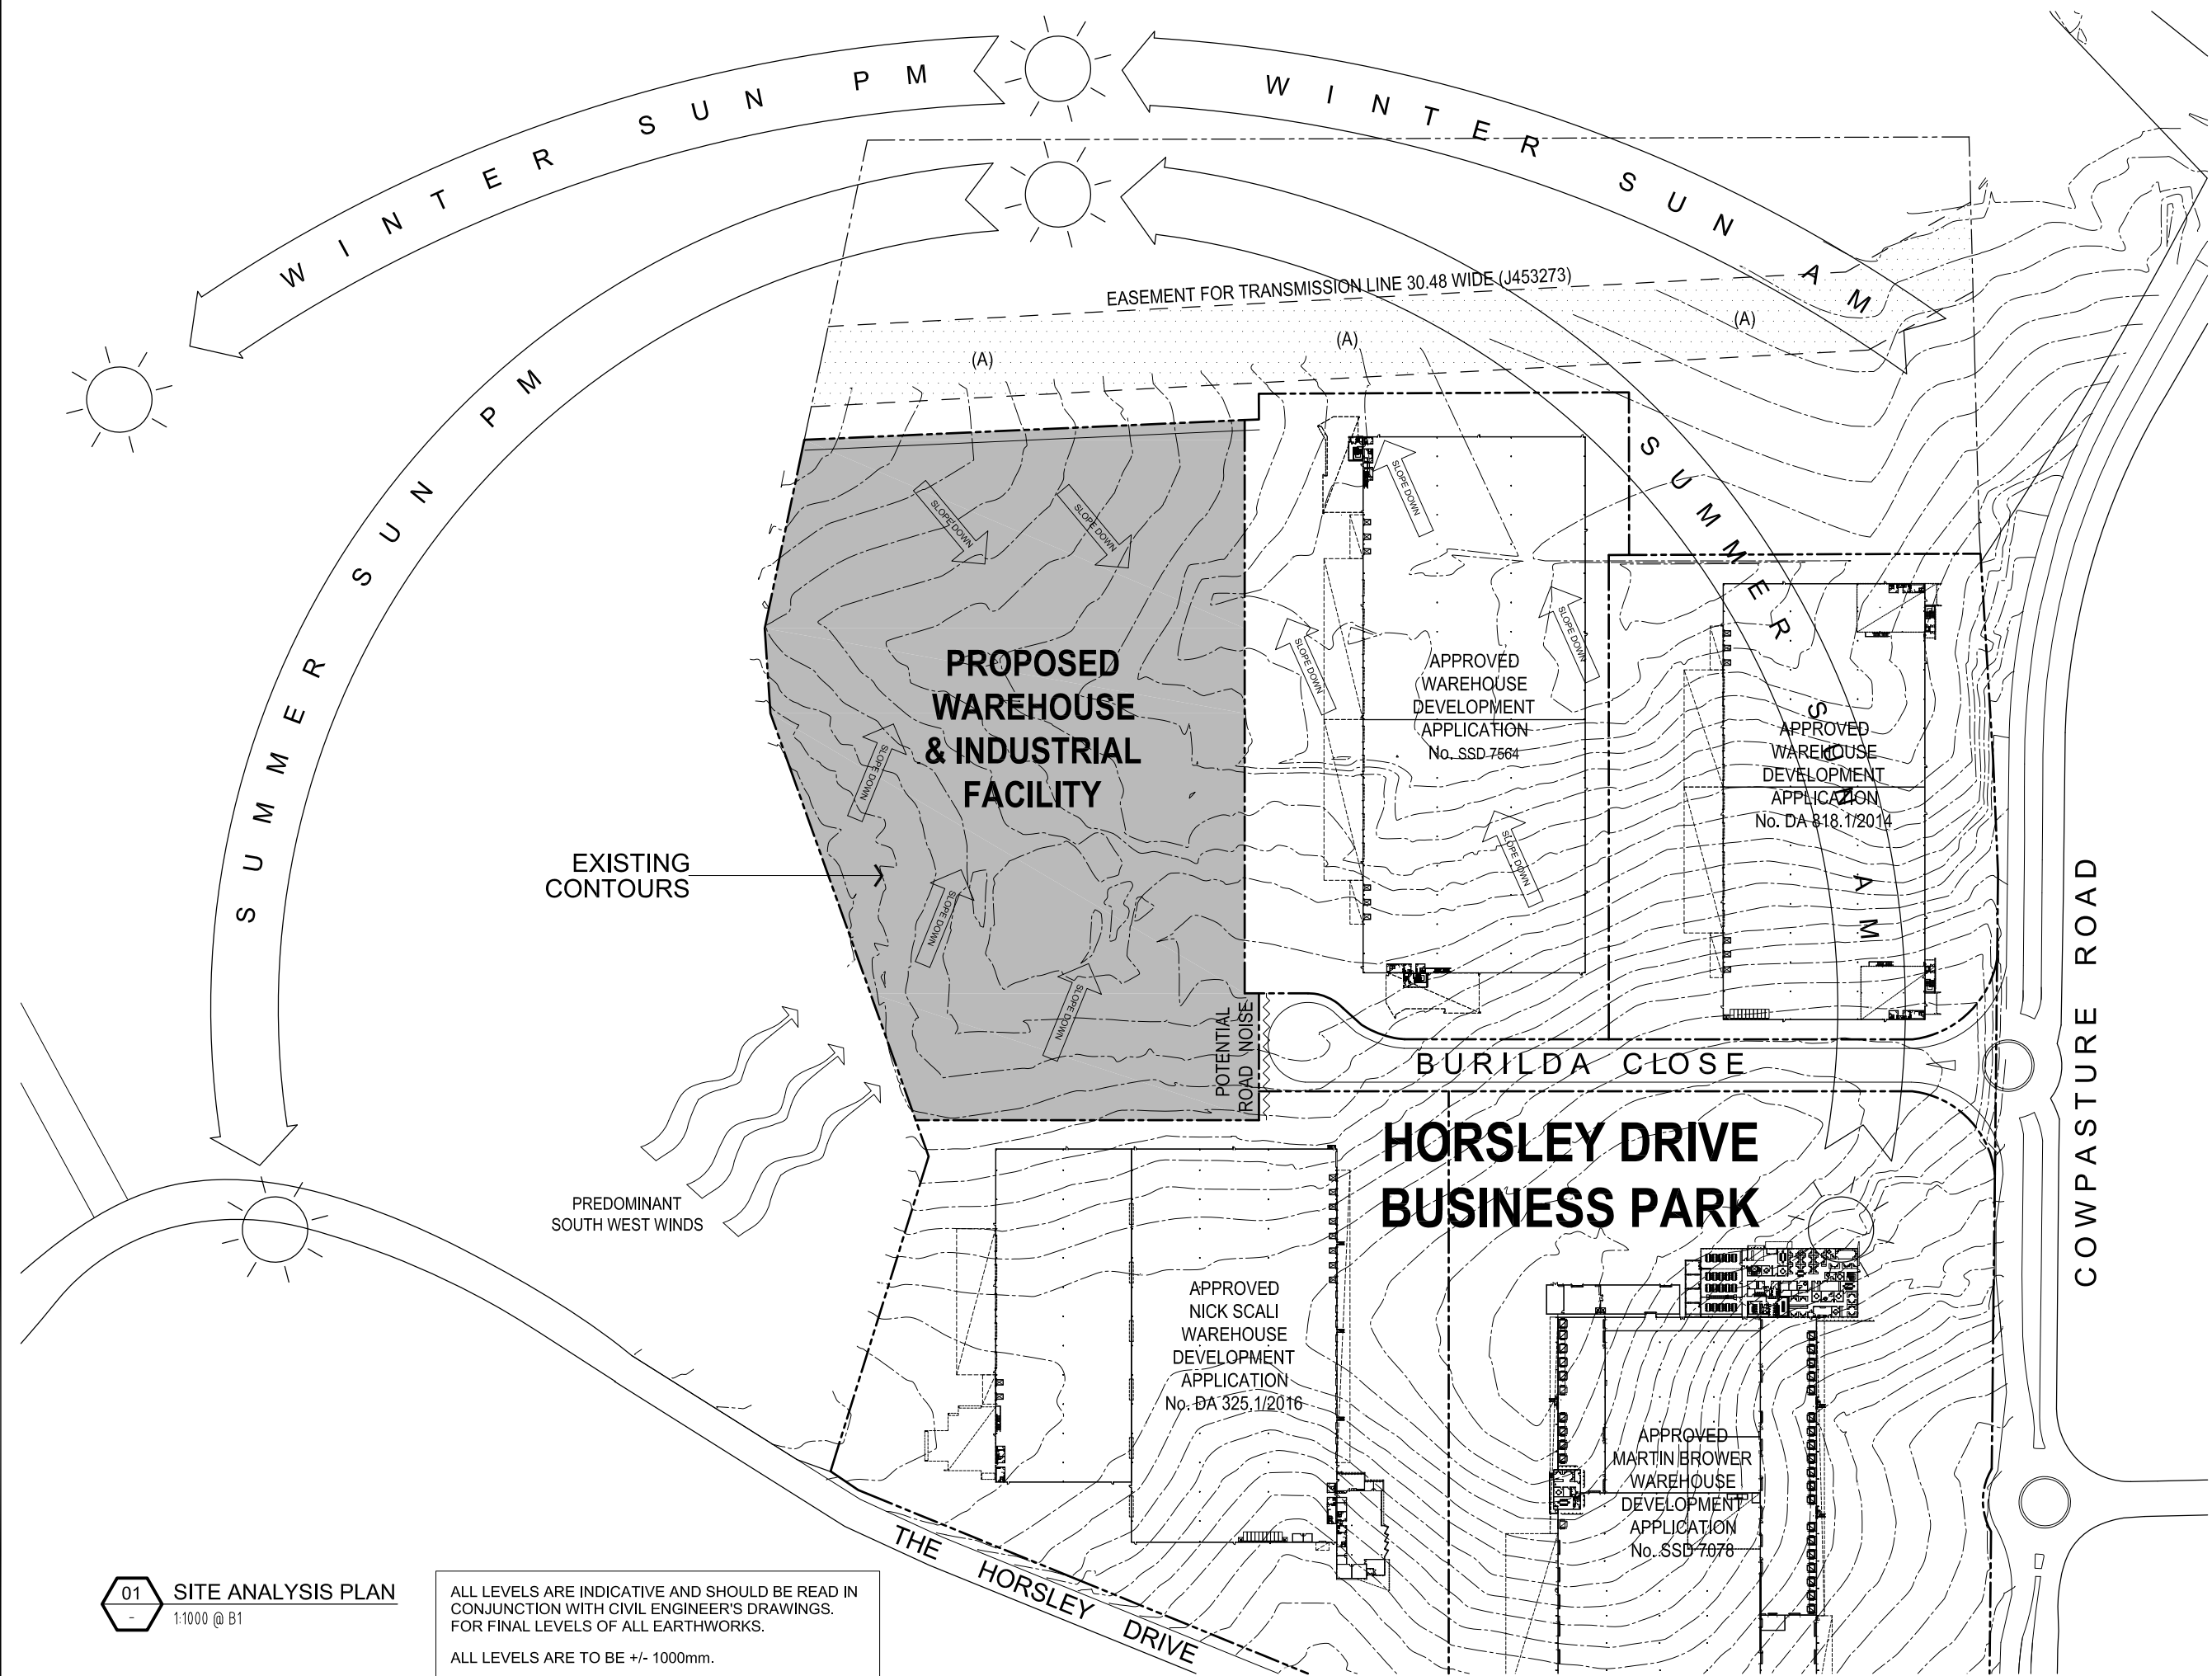 WINTER SUN PM
WINTER SUN AM
SUMMER SUN PM
SUMMER SUN AM
EASEMENT FOR TRANSMISSION LINE 30.48 WIDE (J453273)
(A)
(A)
(A)
SLOPE DOWN
SLOPE DOWN
SLOPE DOWN
SLOPE DOWN
SLOPE DOWN
SLOPE DOWN
SLOPE DOWN
SLOPE DOWN
SLOPE DOWN
PROPOSED
WAREHOUSE
& INDUSTRIAL
FACILITY
APPROVED
WAREHOUSE
DEVELOPMENT
APPLICATION
No. SSD 7564
APPROVED
WAREHOUSE
DEVELOPMENT
APPLICATION
No. DA 818.1/2014
EXISTING
CONTOURS
POTENTIAL
ROAD NOISE
BURILDA CLOSE
COWPASTURE ROAD
HORSLEY DRIVE
BUSINESS PARK
PREDOMINANT
SOUTH WEST WINDS
APPROVED
NICK SCALI
WAREHOUSE
DEVELOPMENT
APPLICATION
No. DA 325.1/2016
APPROVED
MARTIN BROWER
WAREHOUSE
DEVELOPMENT
APPLICATION
No. SSD 7078
THE HORSLEY DRIVE
01
-
SITE ANALYSIS PLAN
1:1000 @ B1
ALL LEVELS ARE INDICATIVE AND SHOULD BE READ IN
CONJUNCTION WITH CIVIL ENGINEER'S DRAWINGS.
FOR FINAL LEVELS OF ALL EARTHWORKS.
ALL LEVELS ARE TO BE +/- 1000mm.